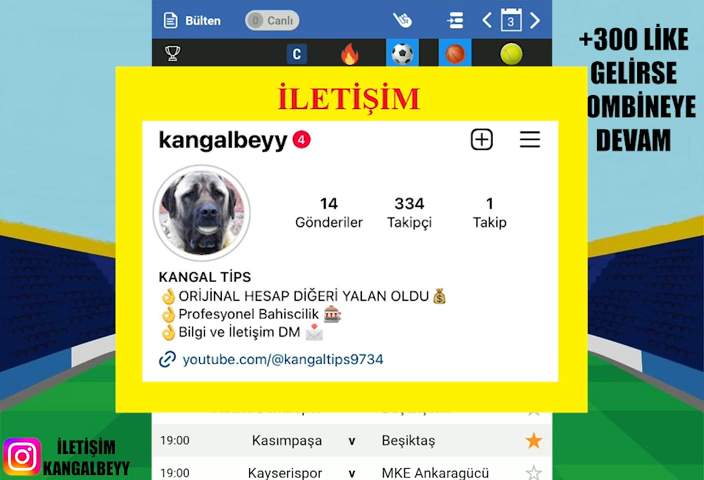 Bülten
0 Canlı
3
C
+300 LİKE
GELİRSE
OMBİNEYE
DEVAM
İLETİŞİM
kangalbeyy 4
14 334 1
Gönderiler Takipçi Takip
KANGAL TİPS
👌ORİJİNAL HESAP DİĞERİ YALAN OLDU💰
👌Profesyonel Bahiscilik 🎰
👌Bilgi ve İletişim DM 📩
youtube.com/@kangaltips9734
19:00 Kasımpaşa v Beşiktaş
19:00 Kayserispor v MKE Ankaragücü
İLETİŞİM
KANGALBEYY